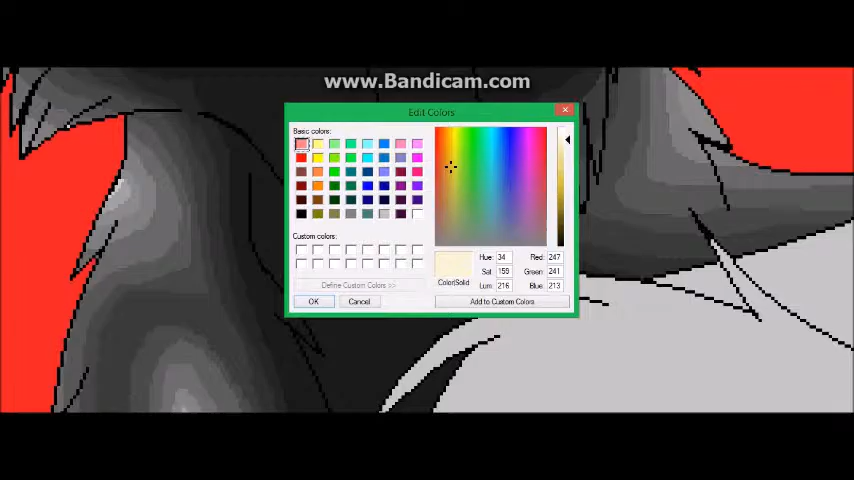 www.Bandicam.com
Edit Colors
Basic colors:
Custom colors:
Define Custom Colors >>
OK
Cancel
Color|Solid
Hue: 34
Sat: 159
Lum: 216
Red: 247
Green: 241
Blue: 213
Add to Custom Colors